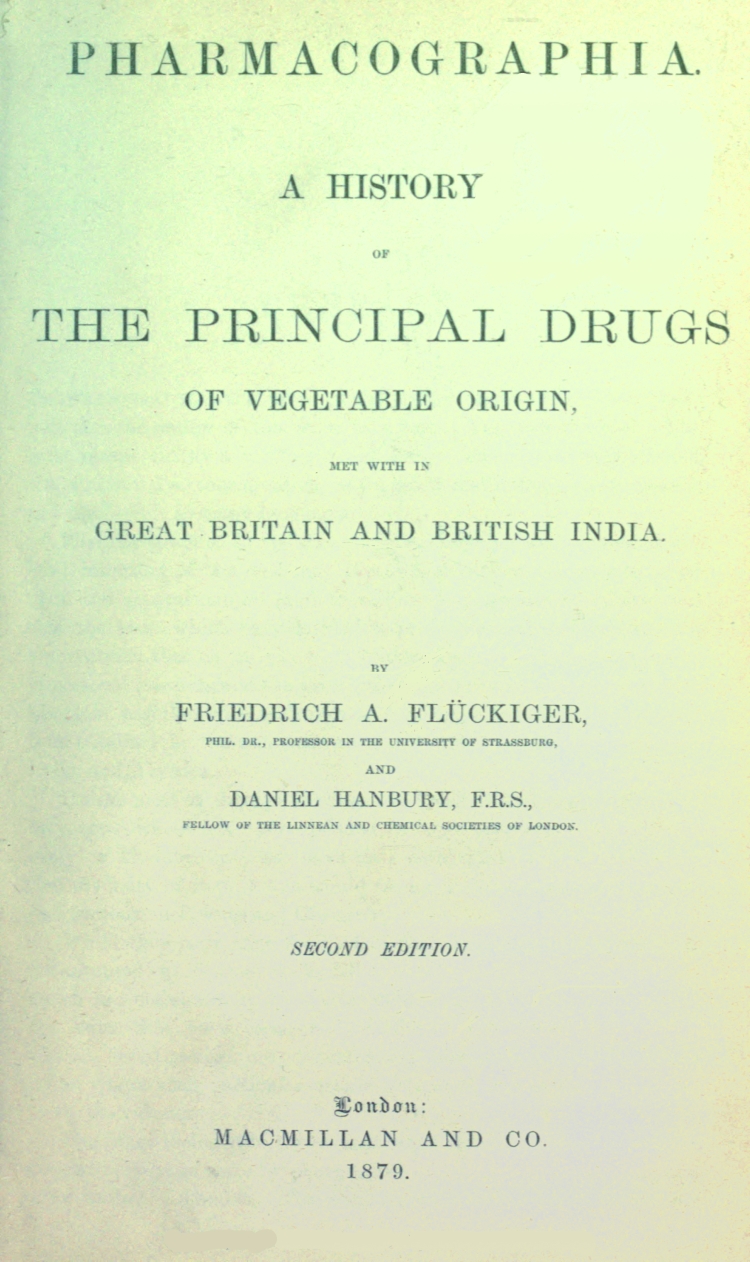 PHARMACOGRAPHIA.
A HISTORY
OF
THE PRINCIPAL DRUGS
OF VEGETABLE ORIGIN,
MET WITH IN
GREAT BRITAIN AND BRITISH INDIA.
BY
FRIEDRICH A. FLÜCKIGER,
PHIL. DR., PROFESSOR IN THE UNIVERSITY OF STRASSBURG,
AND
DANIEL HANBURY, F.R.S.,
FELLOW OF THE LINNEAN AND CHEMICAL SOCIETIES OF LONDON.
SECOND EDITION.
London:
MACMILLAN AND CO.
1879.